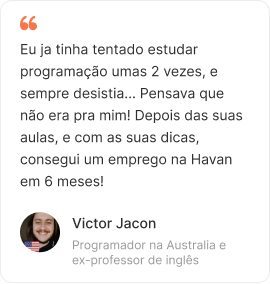 Eu ja tinha tentado estudar
programação umas 2 vezes, e
sempre desistia... Pensava que
não era pra mim! Depois das suas
aulas, e com as suas dicas,
consegui um emprego na Havan
em 6 meses!
Victor Jacon
Programador na Australia e
ex-professor de inglês